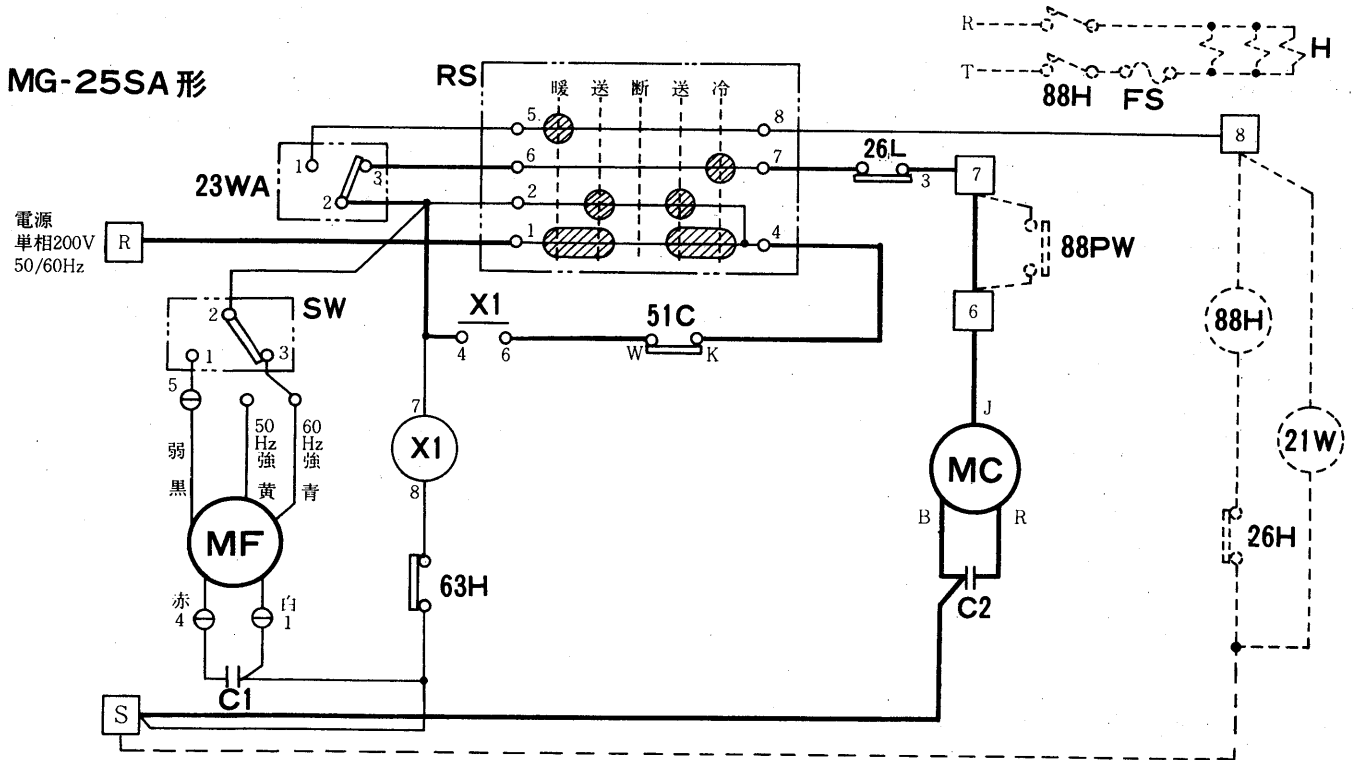 MG-25SA形
RS
暖 送 断 送 冷
5
8
6
7
2
1
4
R
T
88H
FS
H
23WA
1
3
2
電源
単相200V
50/60Hz
R
26L
3
7
8
88PW
6
SW
2
1
3
X1
4
6
51C
W
K
5
弱
黒
50
Hz
強
黄
60
Hz
強
青
7
X1
8
J
MC
B
R
C2
88H
21W
26H
MF
赤
4
白
1
63H
C1
S